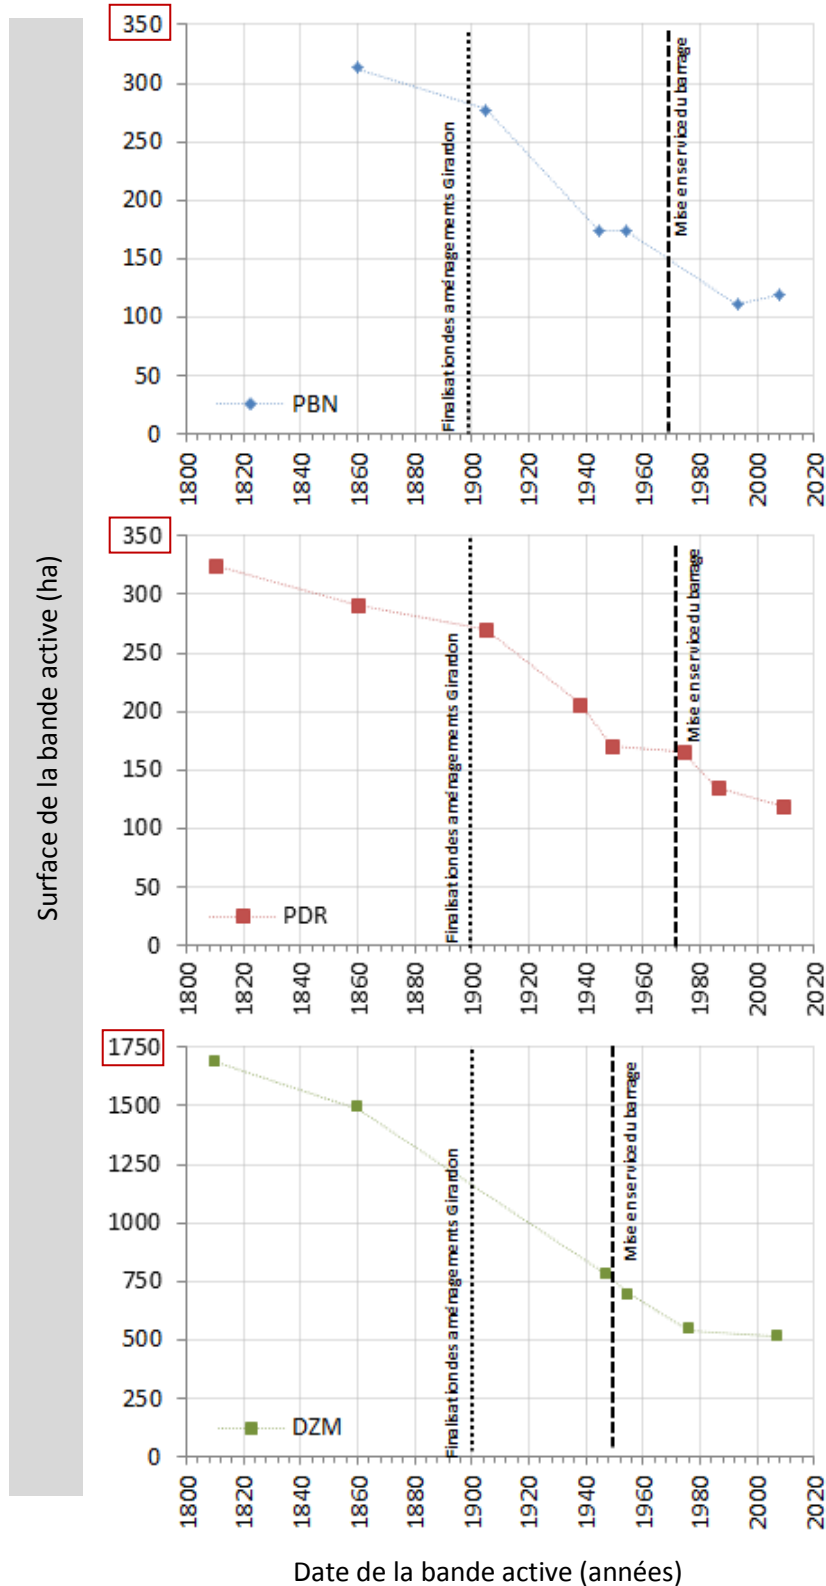 Surface de la bande active (ha)
350
300
250
200
150
100
50
0
Finalisation des aménagements Girardon
Mise en service du barrage
PBN
1800 1820 1840 1860 1880 1900 1920 1940 1960 1980 2000 2020
350
300
250
200
150
100
50
0
Finalisation des aménagements Girardon
Mise en service du barrage
PDR
1800 1820 1840 1860 1880 1900 1920 1940 1960 1980 2000 2020
1750
1500
1250
1000
750
500
250
0
Finalisation des aménagements Girardon
Mise en service du barrage
DZM
1800 1820 1840 1860 1880 1900 1920 1940 1960 1980 2000 2020
Date de la bande active (années)